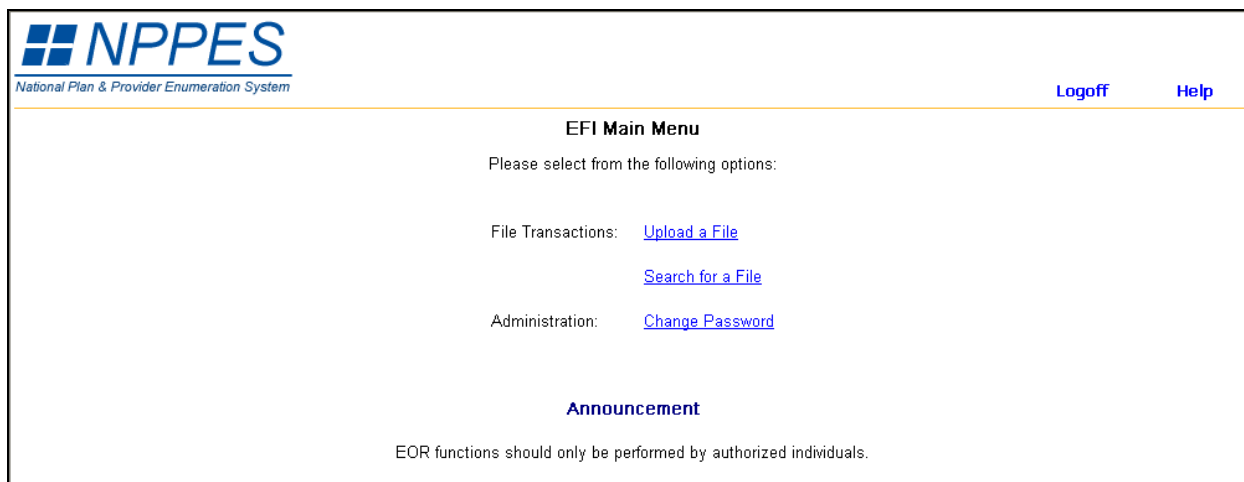 NPPES
National Plan & Provider Enumeration System
Logoff Help
EFI Main Menu
Please select from the following options:
File Transactions: Upload a File
Search for a File
Administration: Change Password
Announcement
EOR functions should only be performed by authorized individuals.